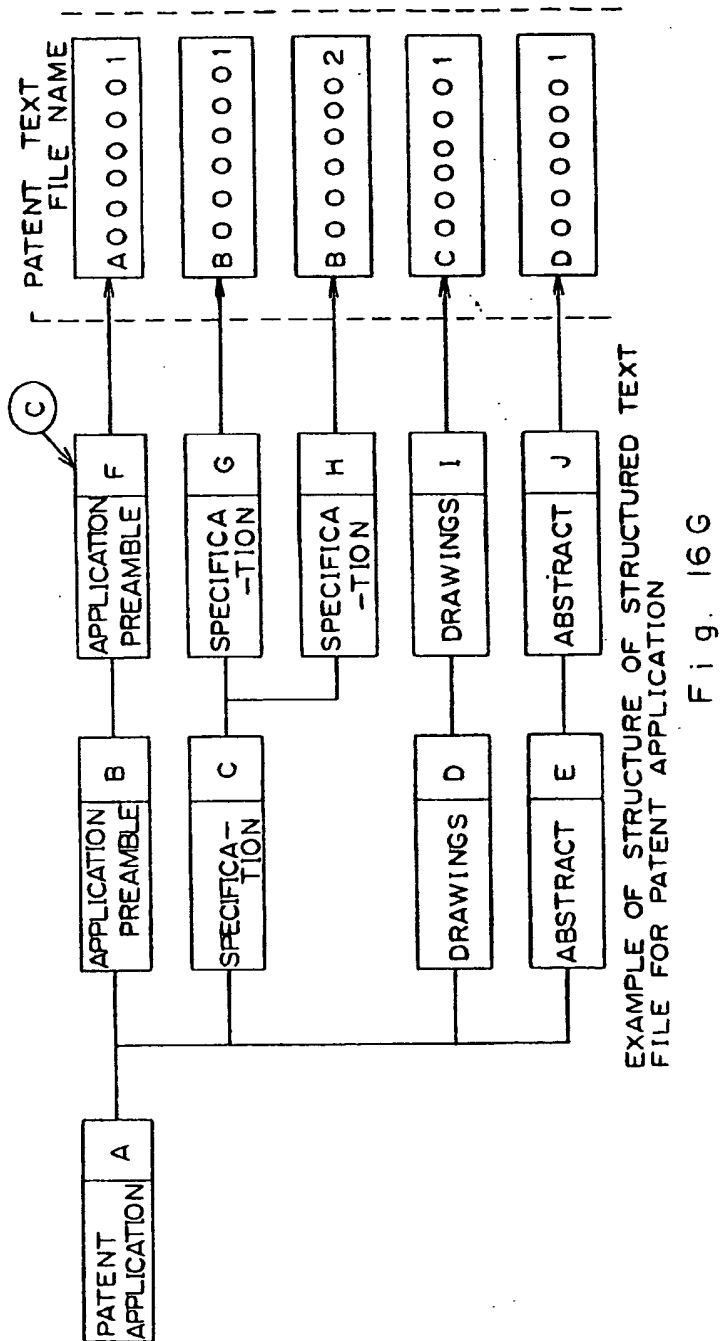 PATENT TEXT
FILE NAME
C
PATENT
APPLICATION
A
APPLICATION
PREAMBLE
B
APPLICATION
PREAMBLE
F
A0000001
SPECIFICA-
TION
C
SPECIFICA
-TION
G
B0000001
SPECIFICA
-TION
H
B0000002
DRAWINGS
D
DRAWINGS
I
C0000001
ABSTRACT
E
ABSTRACT
J
D0000001
EXAMPLE OF STRUCTURE OF STRUCTURED TEXT
FILE FOR PATENT APPLICATION
Fig. 16G